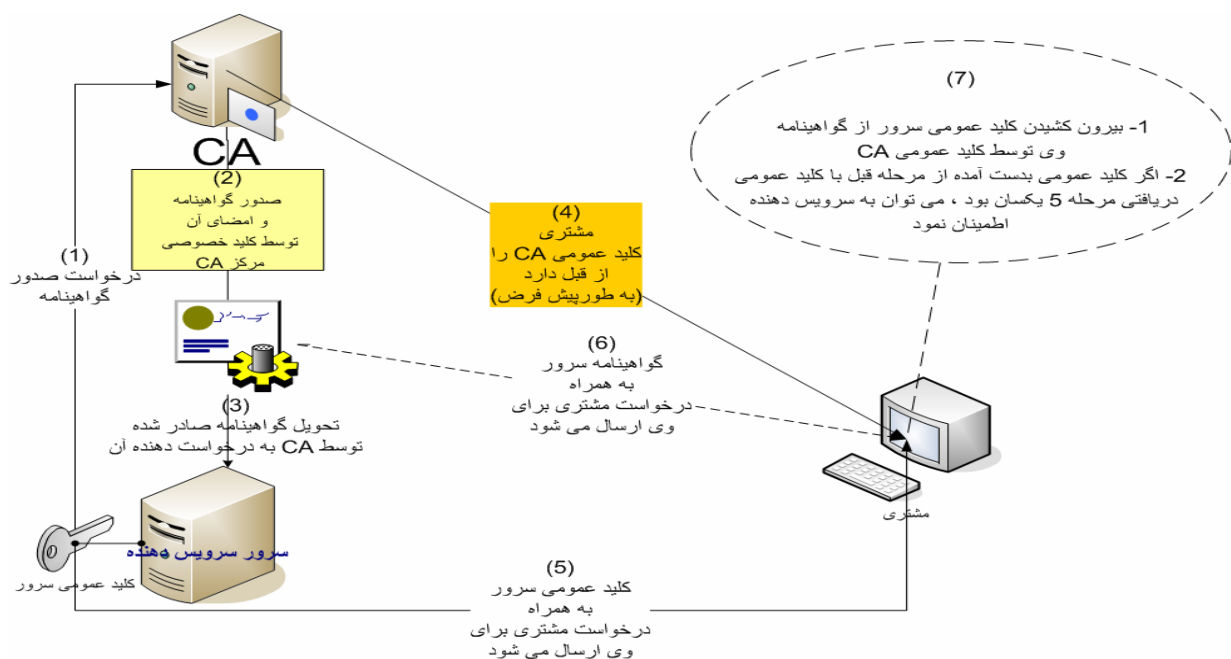 CA
(1)
درخواست صدور
گواهینامه
(2)
صدور گواهینامه
و امضای آن
توسط کلید خصوصی
مرکز CA
(3)
تحویل گواهینامه صادر شده
توسط CA به درخواست دهنده آن
(4)
مشتری
کلید عمومی CA را
از قبل دارد
(به طورپیش فرض)
(5)
کلید عمومی سرور
به همراه
درخواست مشتری برای
وی ارسال می شود
(6)
گواهینامه سرور
به همراه
درخواست مشتری برای
وی ارسال می شود
(7)
1- بیرون کشیدن کلید عمومی سرور از گواهینامه
وی توسط کلید عمومی CA
2- اگر کلید عمومی بدست آمده از مرحله قبل با کلید عمومی
دریافتی مرحله 5 یکسان بود ، می توان به سرویس دهنده
اطمینان نمود
مشتری
سرور سرویس دهنده
کلید عمومی سرور